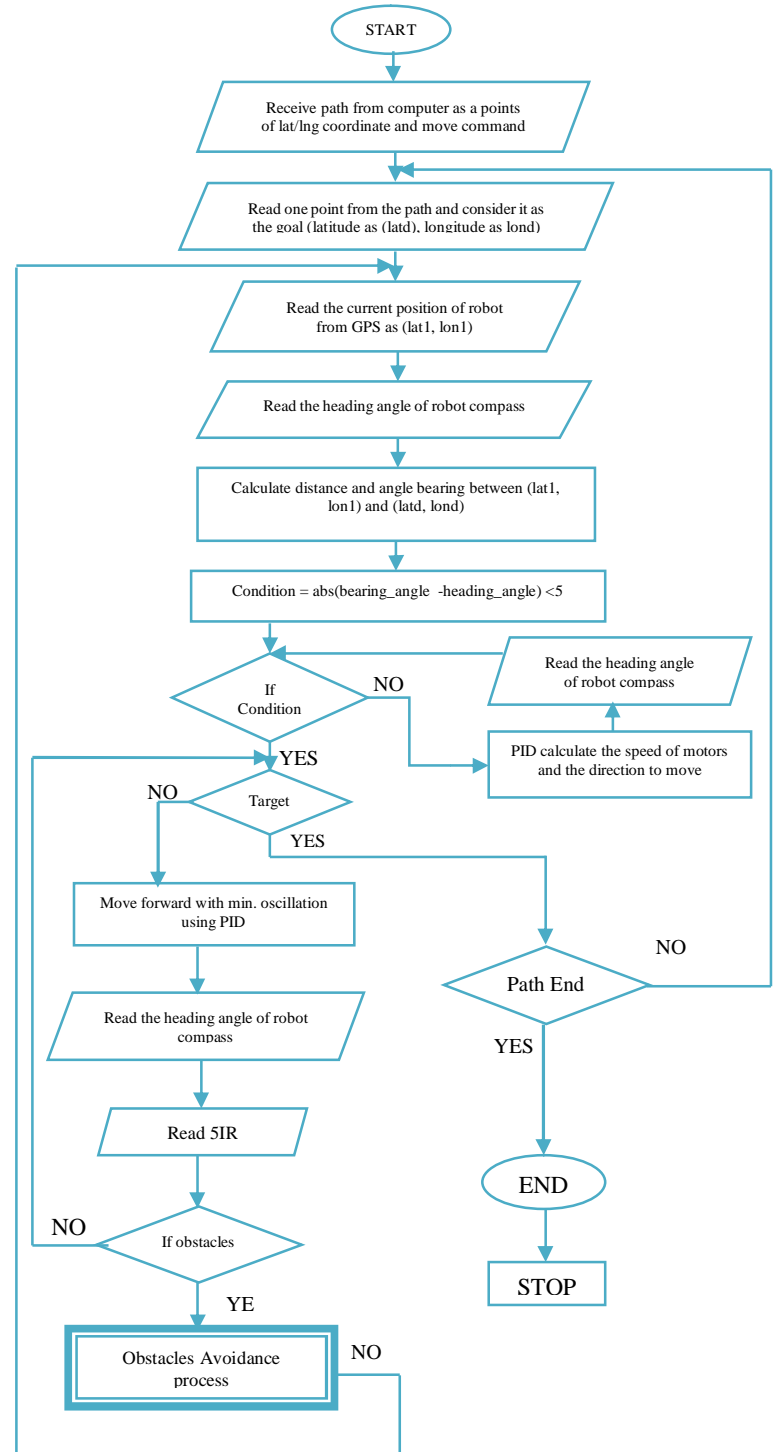 START
Receive path from computer as a points
of lat/lng coordinate and move command
Read one point from the path and consider it as
the goal (latitude as (latd), longitude as lond)
Read the current position of robot
from GPS as (lat1, lon1)
Read the heading angle of robot compass
Calculate distance and angle bearing between (lat1,
lon1) and (latd, lond)
Condition = abs(bearing_angle -heading_angle) <5
If
Condition
NO
Read the heading angle
of robot compass
PID calculate the speed of motors
and the direction to move
YES
Target
NO
YES
Move forward with min. oscillation
using PID
Path End
NO
YES
Read the heading angle of robot
compass
Read 5IR
END
STOP
If obstacles
NO
YE
Obstacles Avoidance
process
NO